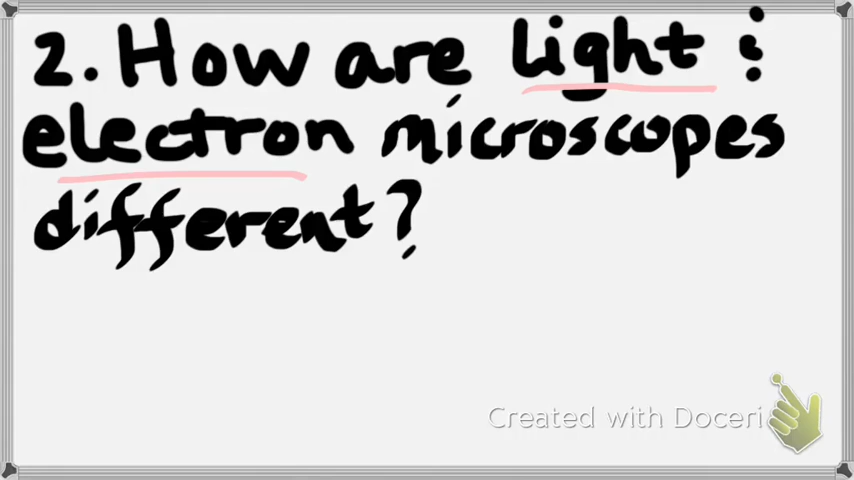 2. How are light &
electron microscopes
different?
Created with Doceri